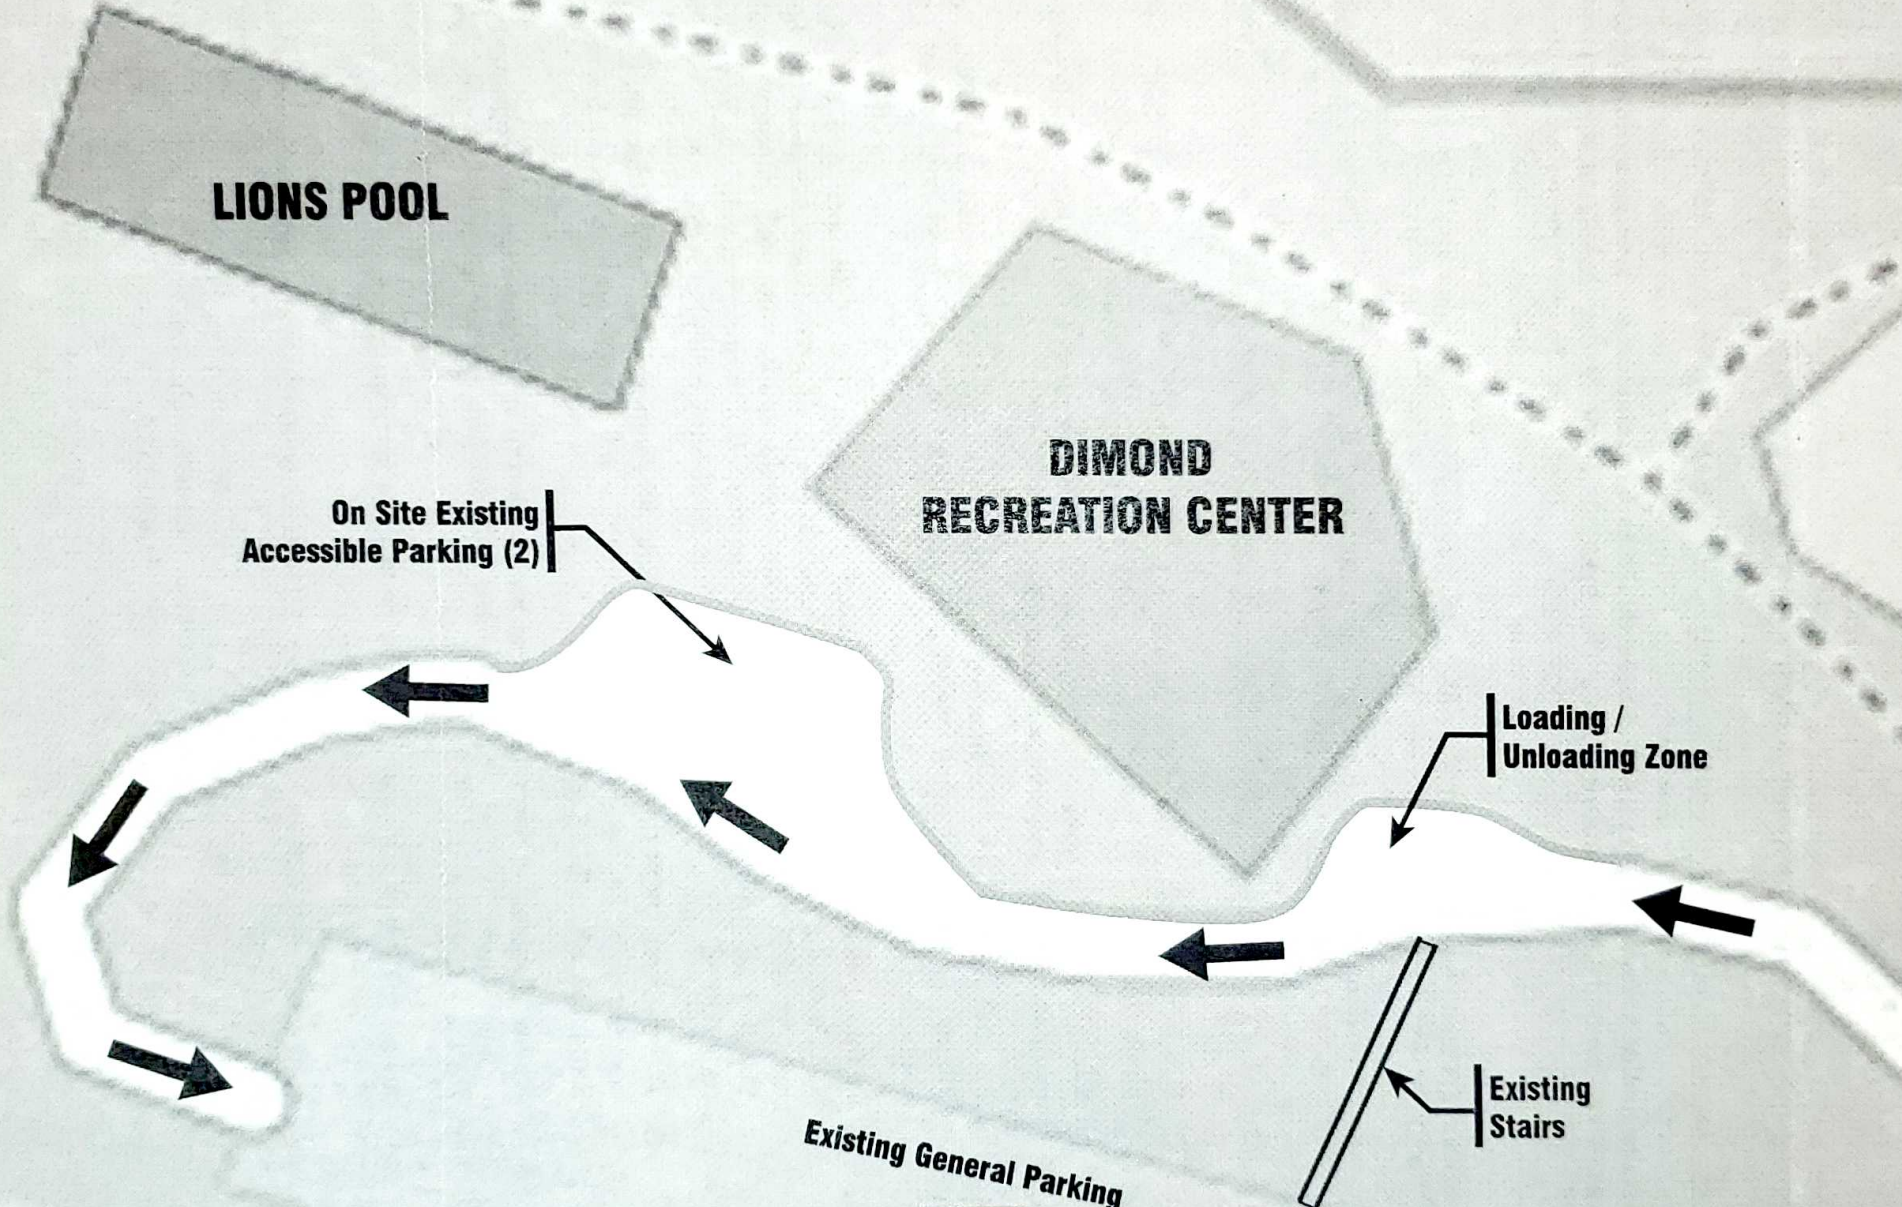 LIONS POOL
DIMOND
RECREATION CENTER
On Site Existing
Accessible Parking (2)
Loading /
Unloading Zone
Existing
Stairs
Existing General Parking